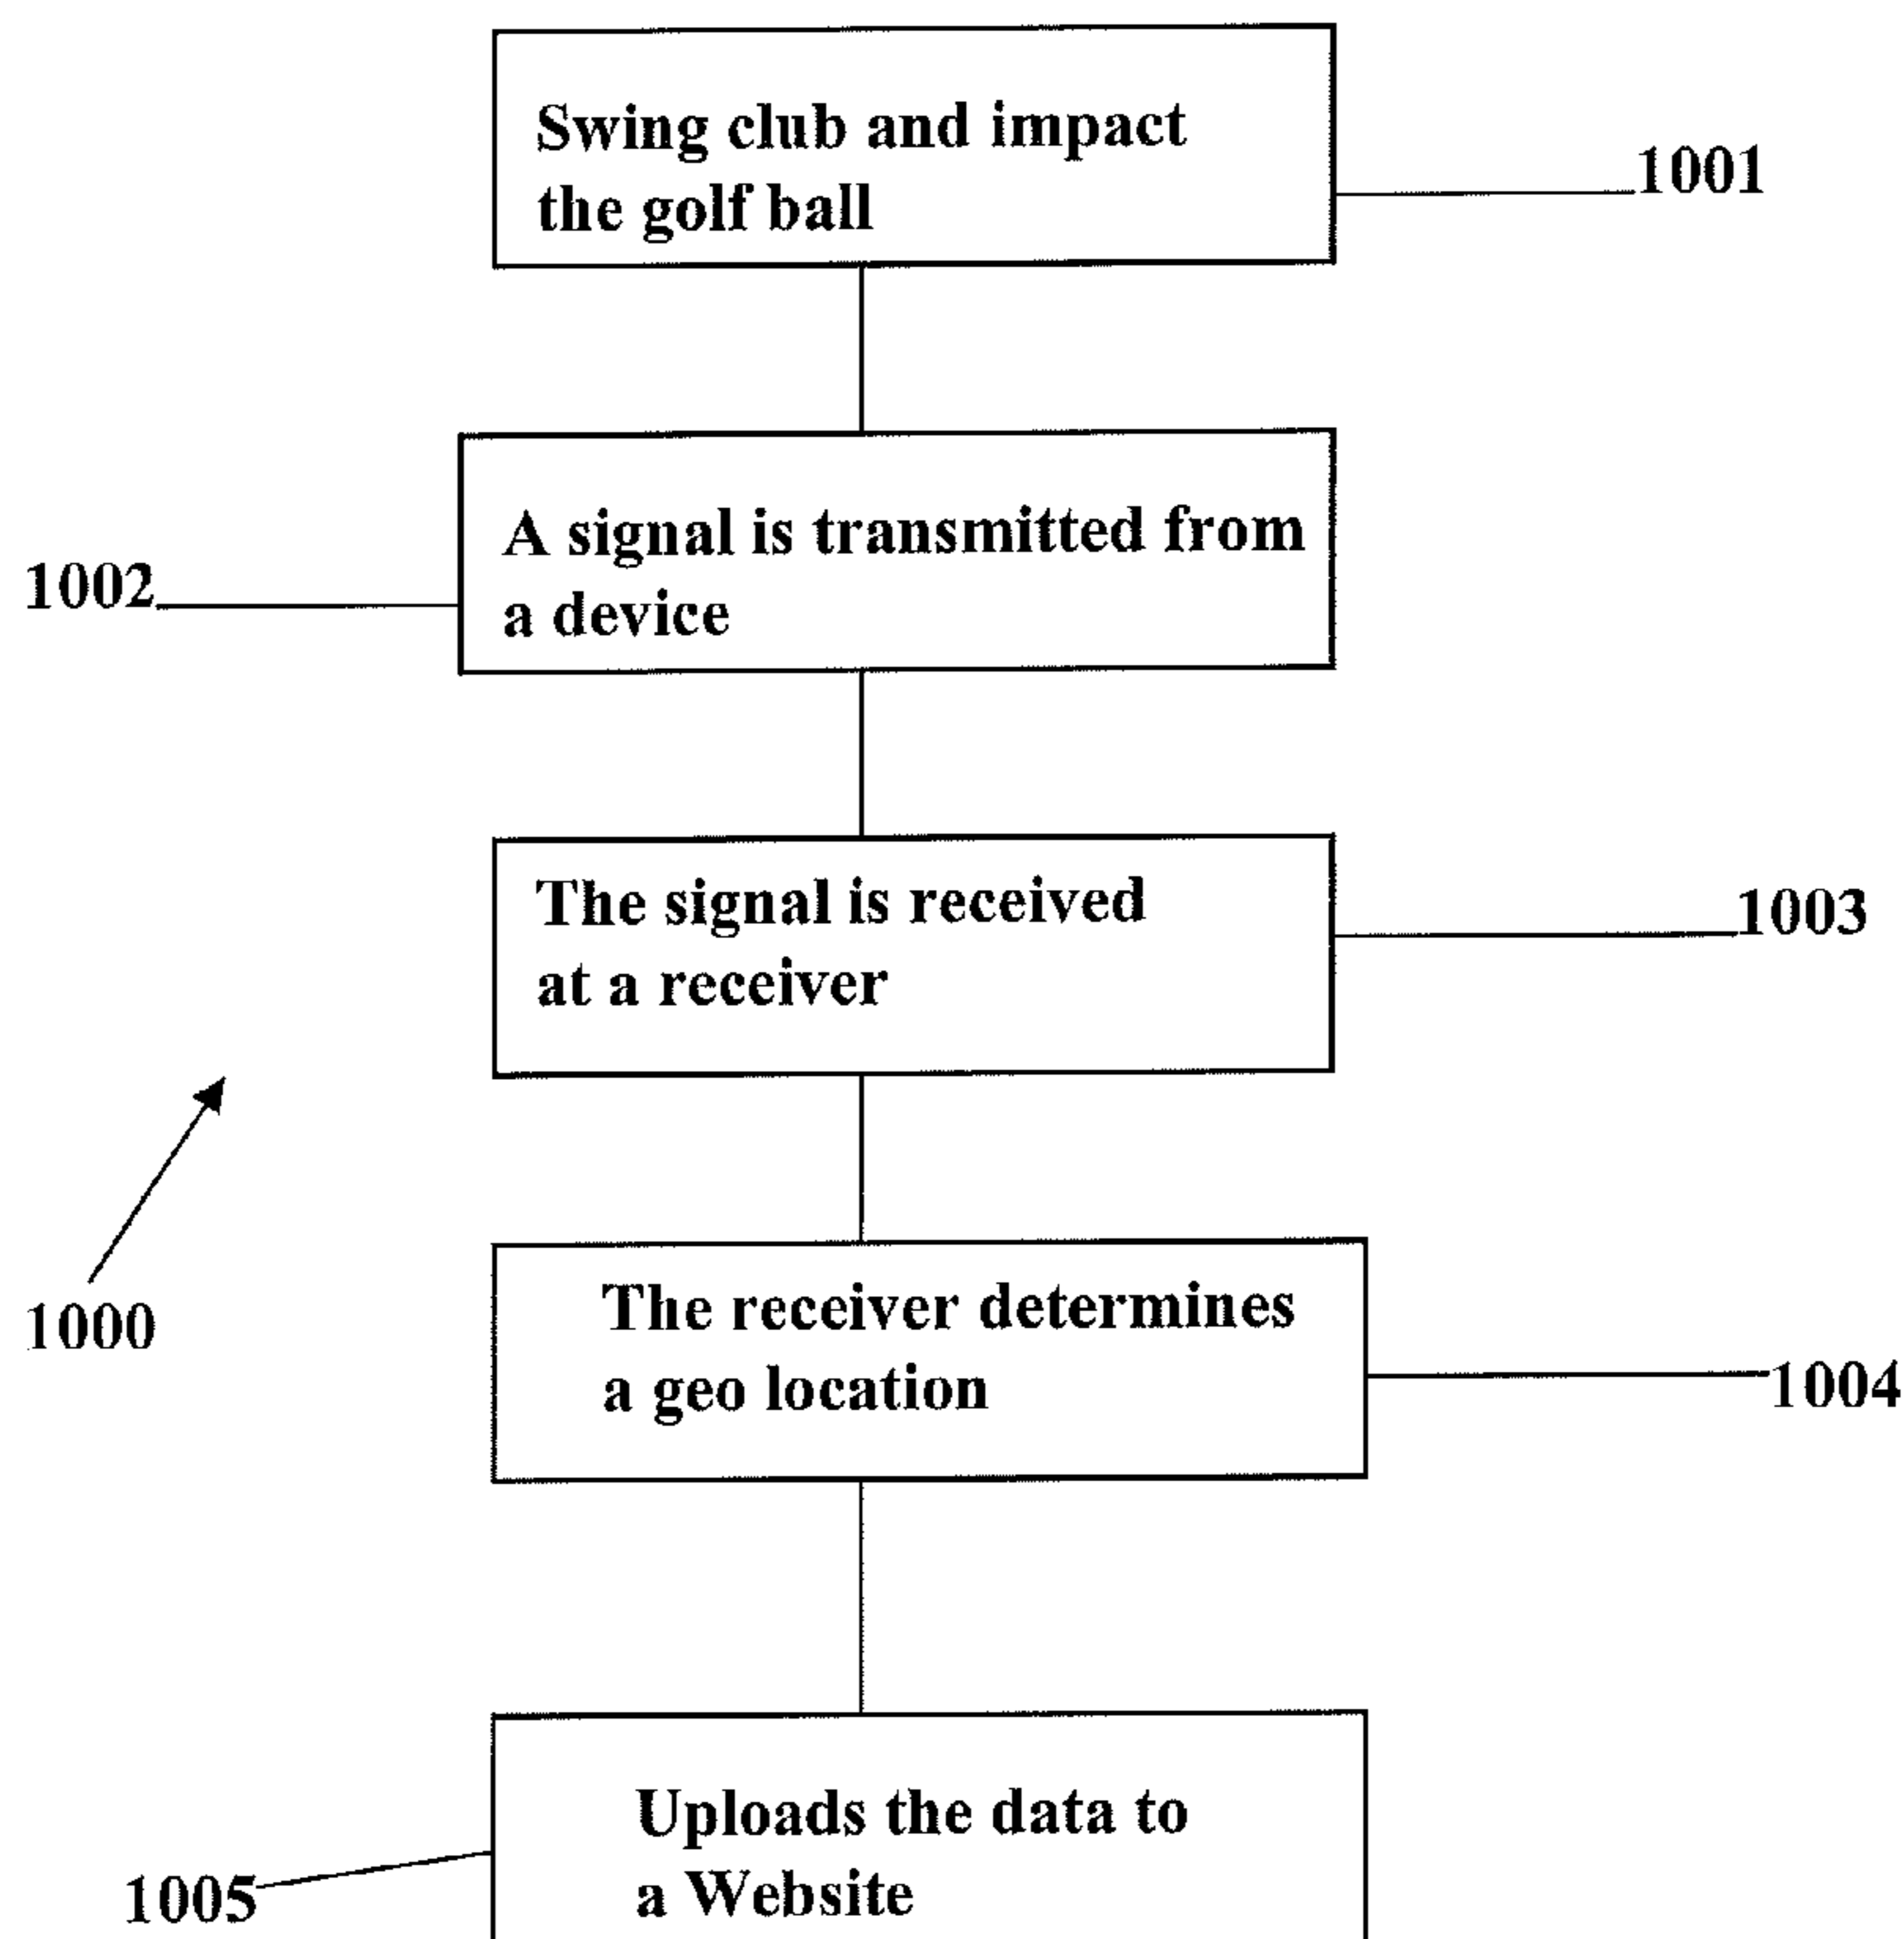 Swing club and impact
the golf ball
1001
A signal is transmitted from
a device
1002
The signal is received
at a receiver
1003
1000
The receiver determines
a geo location
1004
Uploads the data to
a Website
1005